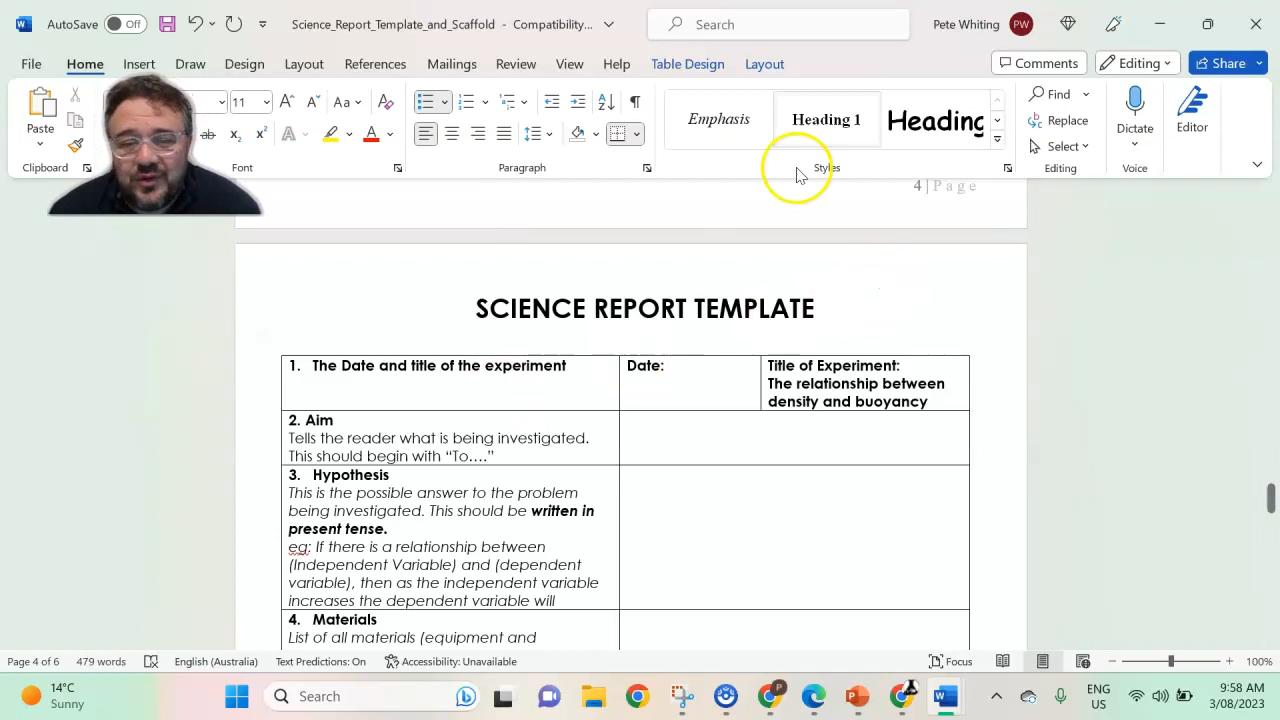 AutoSave Off Science_Report_Template_and_Scaffold - Compatibility... Search Pete Whiting PW
File Home Insert Draw Design Layout References Mailings Review View Help Table Design Layout Comments Editing Share
11 Aa Emphasis Heading 1 Heading Find
Paste Replace Dictate Editor
Select
Clipboard Font Paragraph Styles Editing Voice Editor
4 | Page
SCIENCE REPORT TEMPLATE
1. The Date and title of the experiment Date: Title of Experiment:
The relationship between
density and buoyancy
2. Aim
Tells the reader what is being investigated.
This should begin with “To....”
3. Hypothesis
This is the possible answer to the problem
being investigated. This should be written in
present tense.
eg: If there is a relationship between
(Independent Variable) and (dependent
variable), then as the independent variable
increases the dependent variable will
4. Materials
List of all materials (equipment and
Page 4 of 6 479 words English (Australia) Text Predictions: On Accessibility: Unavailable Focus 100%
14°C
Sunny
Search
ENG
US
9:58 AM
3/08/2023